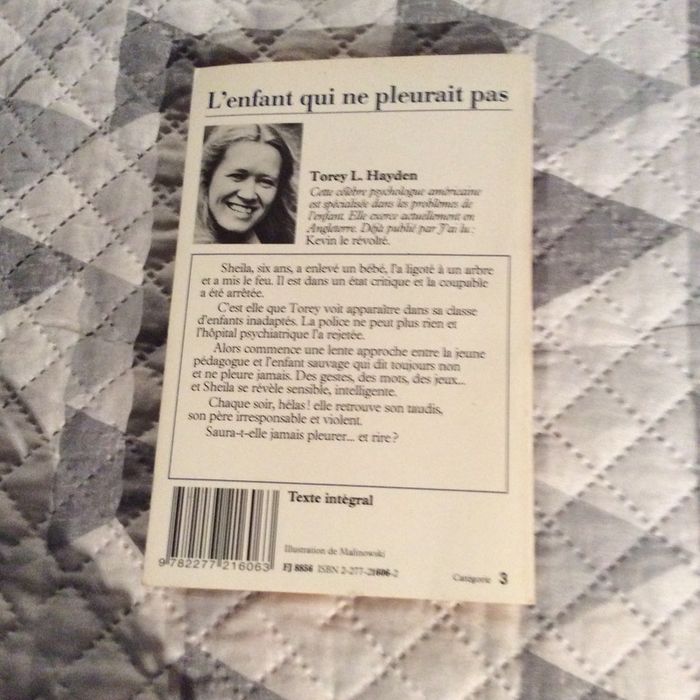 L'enfant qui ne pleurait pas
Torey L. Hayden
Cette célèbre psychologue américaine
est spécialisée dans les problèmes de
l'enfant. Elle exerce actuellement en
Angleterre. Déjà publié par J'ai lu :
Kevin le révolté.
Sheila, six ans, a enlevé un bébé, l'a ligoté à un arbre
et a mis le feu. Il est dans un état critique et la coupable
a été arrêtée.
C'est elle que Torey voit apparaître dans sa classe
d'enfants inadaptés. La police ne peut plus rien et
l'hôpital psychiatrique l'a rejetée.
Alors commence une lente approche entre la jeune
pédagogue et l'enfant sauvage qui dit toujours non
et ne pleure jamais. Des gestes, des mots, des jeux...
et Sheila se révèle sensible, intelligente.
Chaque soir, hélas ! elle retrouve son taudis,
son père irresponsable et violent.
Saura-t-elle jamais pleurer... et rire ?
Texte intégral
Illustration de Malinowski
9 782277 216063
EJ 8856 ISBN 2-277-21606-2
Catégorie 3